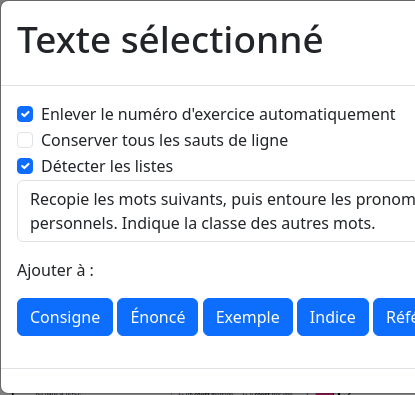 Texte sélectionné
Enlever le numéro d'exercice automatiquement
Conserver tous les sauts de ligne
Détecter les listes
Recopie les mots suivants, puis entoure les pronom
personnels. Indique la classe des autres mots.
Ajouter à :
Consigne Énoncé Exemple Indice Réfé